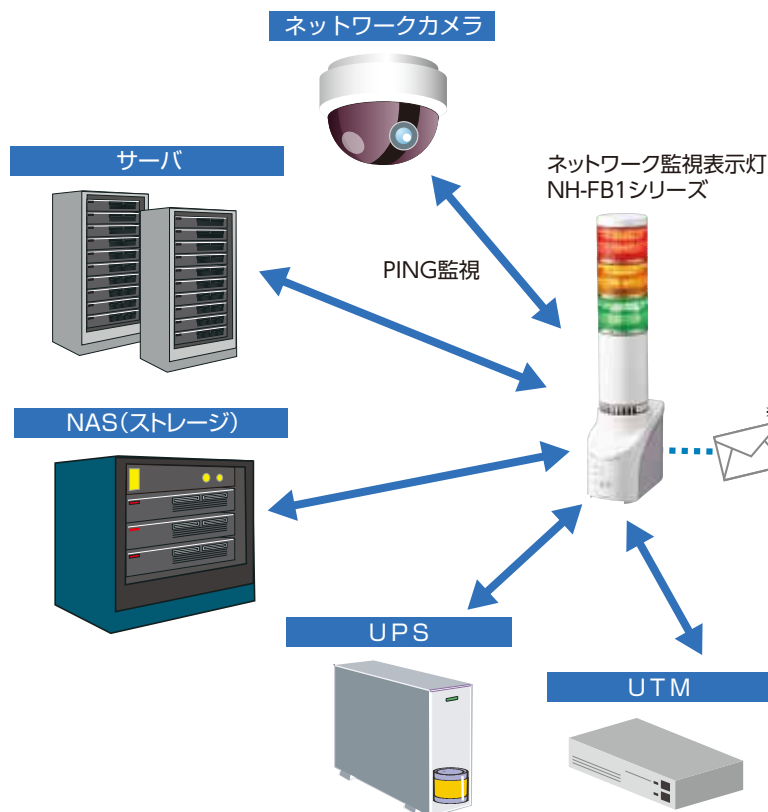 ネットワークカメラ
サーバ
ネットワーク監視表示灯
NH-FB1シリーズ
PING監視
NAS(ストレージ)
UPS
UTM